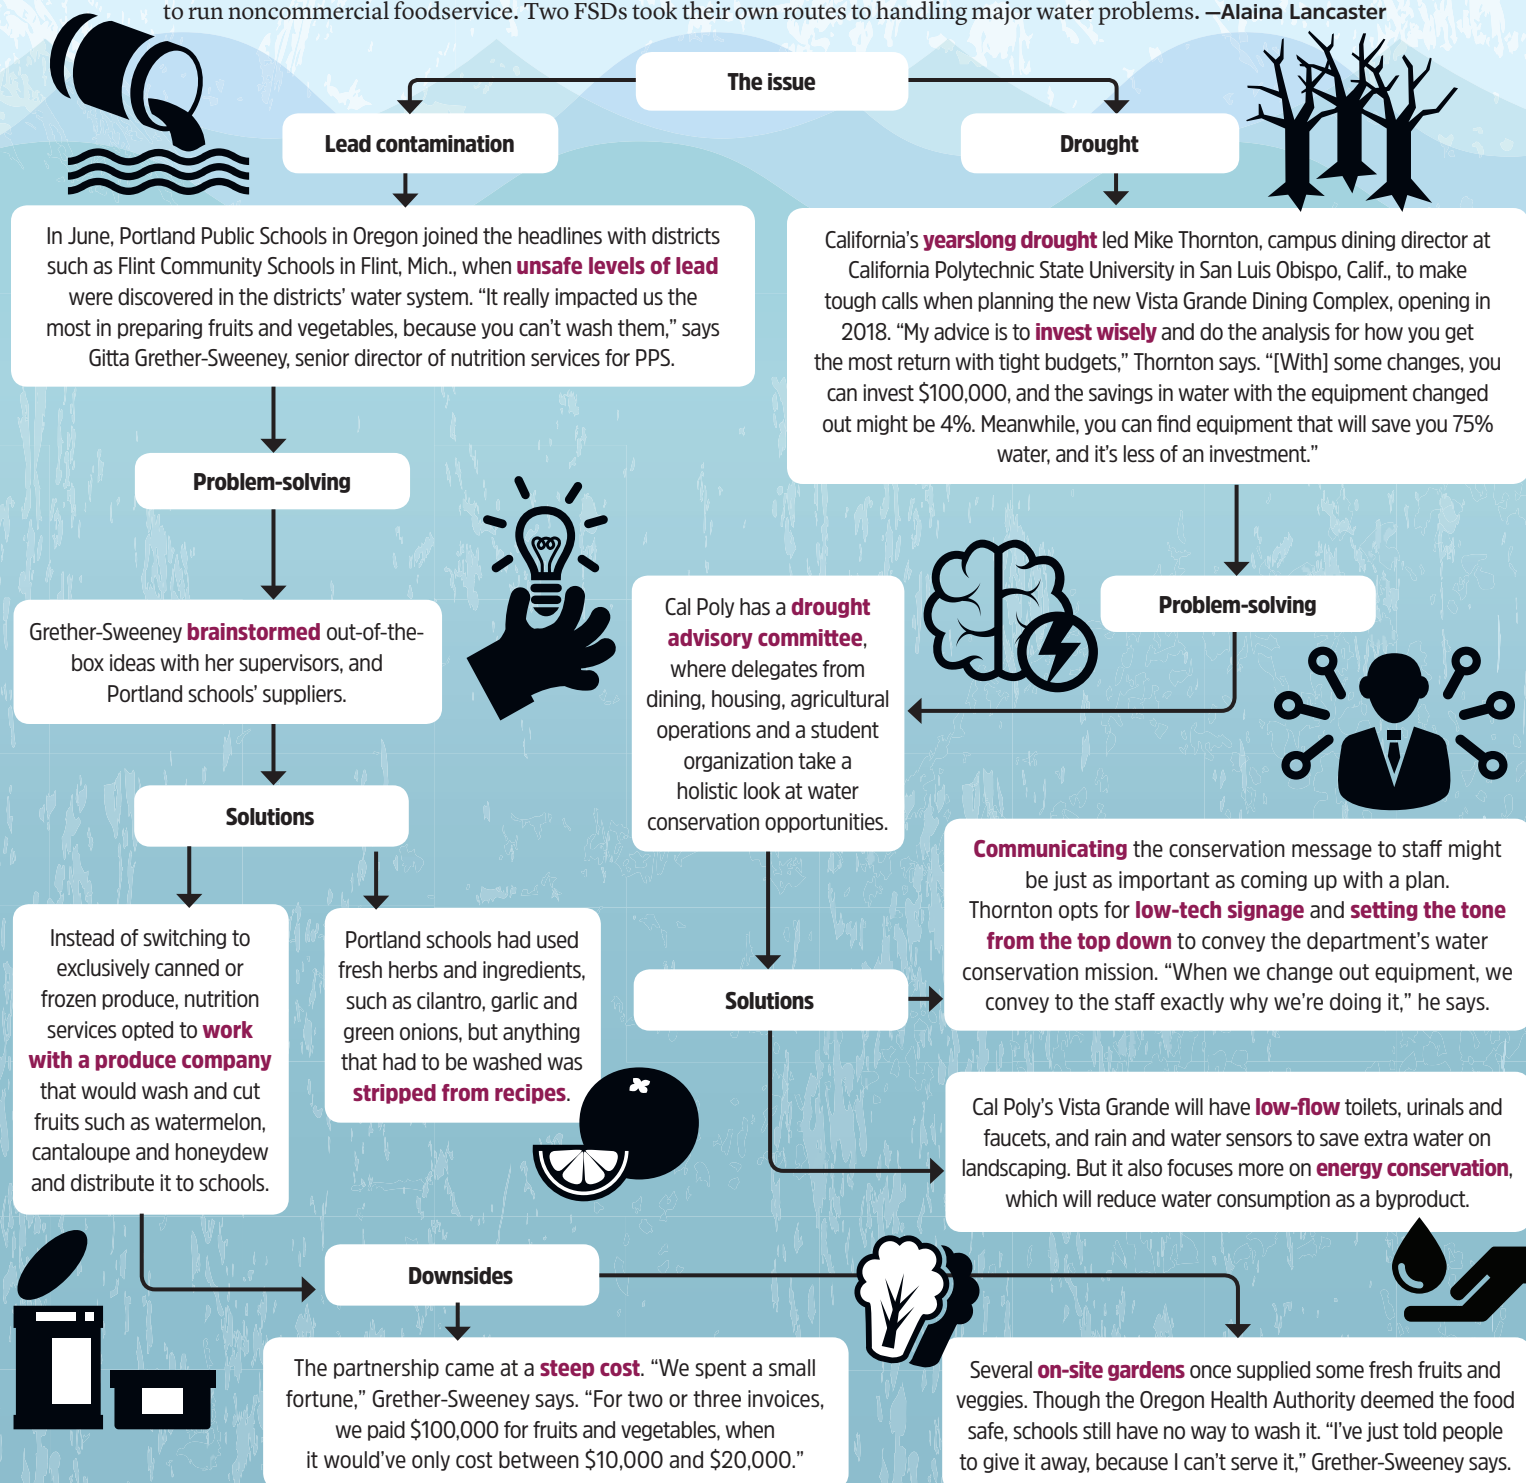 to run noncommercial foodservice. Two FSDs took their own routes to handling major water problems. —Alaina Lancaster
The issue
Lead contamination
In June, Portland Public Schools in Oregon joined the headlines with districts
such as Flint Community Schools in Flint, Mich., when unsafe levels of lead
were discovered in the districts’ water system. “It really impacted us the
most in preparing fruits and vegetables, because you can’t wash them,” says
Gitta Grether-Sweeney, senior director of nutrition services for PPS.
Problem-solving
Grether-Sweeney brainstormed out-of-the-
box ideas with her supervisors, and
Portland schools’ suppliers.
Solutions
Instead of switching to
exclusively canned or
frozen produce, nutrition
services opted to work
with a produce company
that would wash and cut
fruits such as watermelon,
cantaloupe and honeydew
and distribute it to schools.
Portland schools had used
fresh herbs and ingredients,
such as cilantro, garlic and
green onions, but anything
that had to be washed was
stripped from recipes.
Downsides
The partnership came at a steep cost. “We spent a small
fortune,” Grether-Sweeney says. “For two or three invoices,
we paid $100,000 for fruits and vegetables, when
it would’ve only cost between $10,000 and $20,000.”
Several on-site gardens once supplied some fresh fruits and
veggies. Though the Oregon Health Authority deemed the food
safe, schools still have no way to wash it. “I’ve just told people
to give it away, because I can’t serve it,” Grether-Sweeney says.
Drought
California’s yearslong drought led Mike Thornton, campus dining director at
California Polytechnic State University in San Luis Obispo, Calif., to make
tough calls when planning the new Vista Grande Dining Complex, opening in
2018. “My advice is to invest wisely and do the analysis for how you get
the most return with tight budgets,” Thornton says. “[With] some changes, you
can invest $100,000, and the savings in water with the equipment changed
out might be 4%. Meanwhile, you can find equipment that will save you 75%
water, and it’s less of an investment.”
Problem-solving
Cal Poly has a drought
advisory committee,
where delegates from
dining, housing, agricultural
operations and a student
organization take a
holistic look at water
conservation opportunities.
Solutions
Communicating the conservation message to staff might
be just as important as coming up with a plan.
Thornton opts for low-tech signage and setting the tone
from the top down to convey the department’s water
conservation mission. “When we change out equipment, we
convey to the staff exactly why we’re doing it,” he says.
Cal Poly’s Vista Grande will have low-flow toilets, urinals and
faucets, and rain and water sensors to save extra water on
landscaping. But it also focuses more on energy conservation,
which will reduce water consumption as a byproduct.